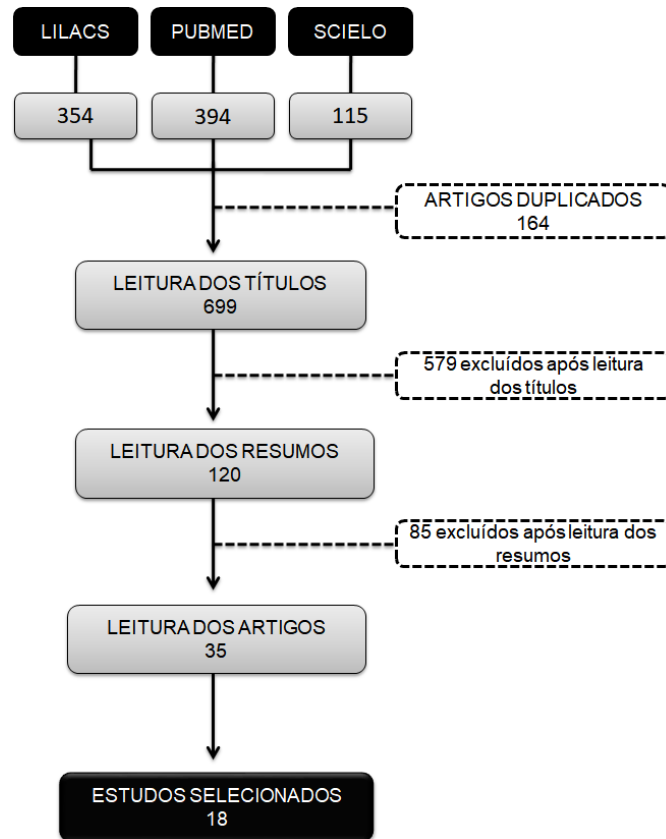 LILACS
PUBMED
SCIELO
354
394
115
ARTIGOS DUPLICADOS
164
LEITURA DOS TÍTULOS
699
579 excluídos após leitura
dos títulos
LEITURA DOS RESUMOS
120
85 excluídos após leitura dos
resumos
LEITURA DOS ARTIGOS
35
ESTUDOS SELECIONADOS
18